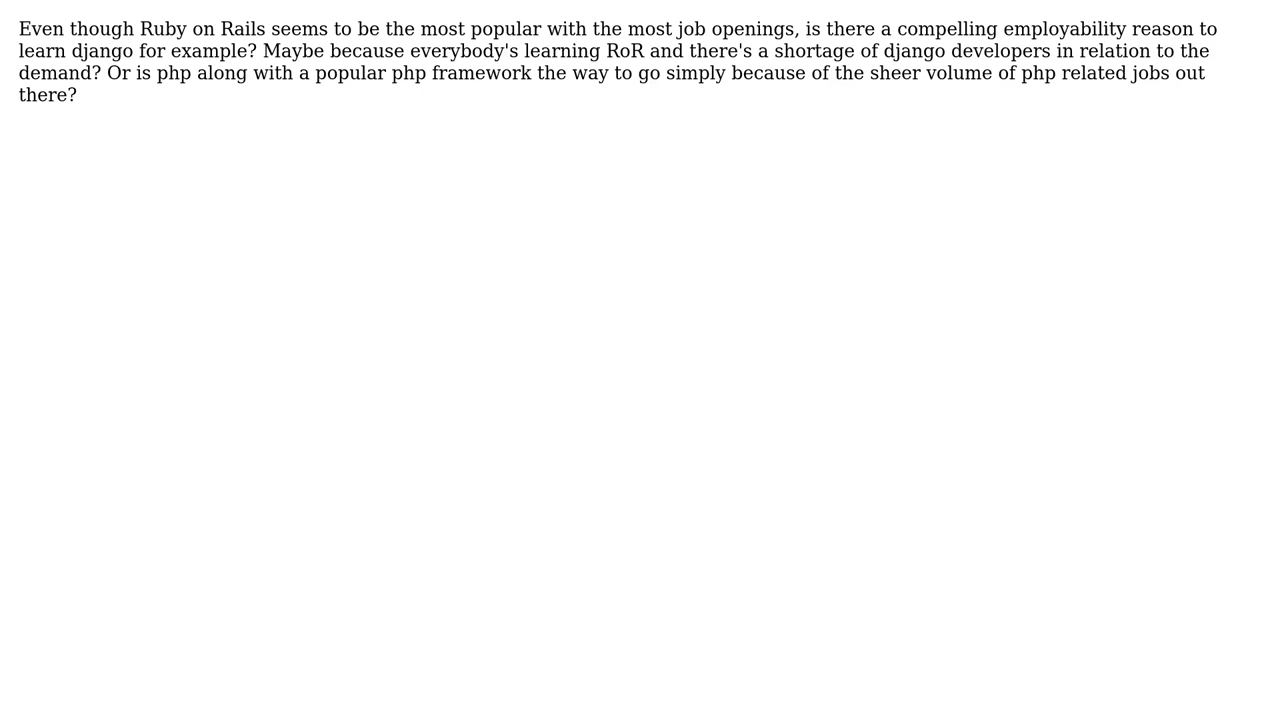 Even though Ruby on Rails seems to be the most popular with the most job openings, is there a compelling employability reason to
learn django for example? Maybe because everybody's learning RoR and there's a shortage of django developers in relation to the
demand? Or is php along with a popular php framework the way to go simply because of the sheer volume of php related jobs out
there?